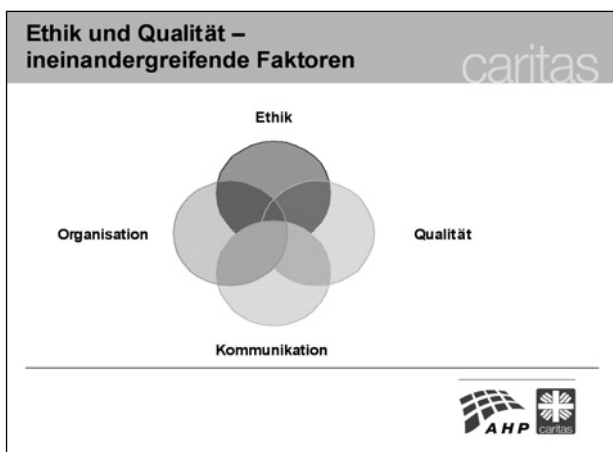 Ethik und Qualität –
ineinandergreifende Faktoren
caritas
Ethik
Organisation
Qualität
Kommunikation
AHP
caritas